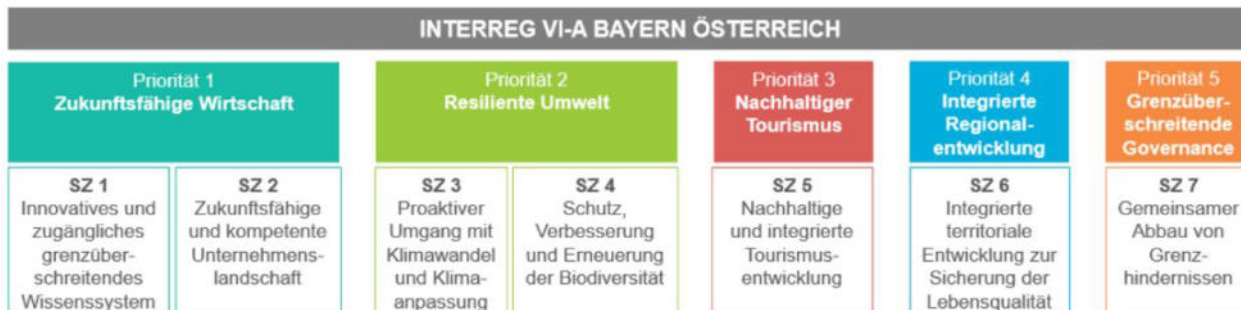 INTERREG VI-A BAYERN ÖSTERREICH
Priorität 1
Zukunftsfähige Wirtschaft
SZ 1
Innovatives und
zugängliches
grenzüber-
schreitendes
Wissenssystem
SZ 2
Zukunftsfähige
und kompetente
Unternehmens-
landschaft
Priorität 2
Resiliente Umwelt
SZ 3
Proaktiver
Umgang mit
Klimawandel
und Klima-
anpassung
SZ 4
Schutz,
Verbesserung
und Erneuerung
der Biodiversität
Priorität 3
Nachhaltiger
Tourismus
SZ 5
Nachhaltige
und integrierte
Tourismus-
entwicklung
Priorität 4
Integrierte
Regional-
entwicklung
SZ 6
Integrierte
territoriale
Entwicklung zur
Sicherung der
Lebensqualität
Priorität 5
Grenzüber-
schreitende
Governance
SZ 7
Gemeinsamer
Abbau von
Grenz-
hindernissen